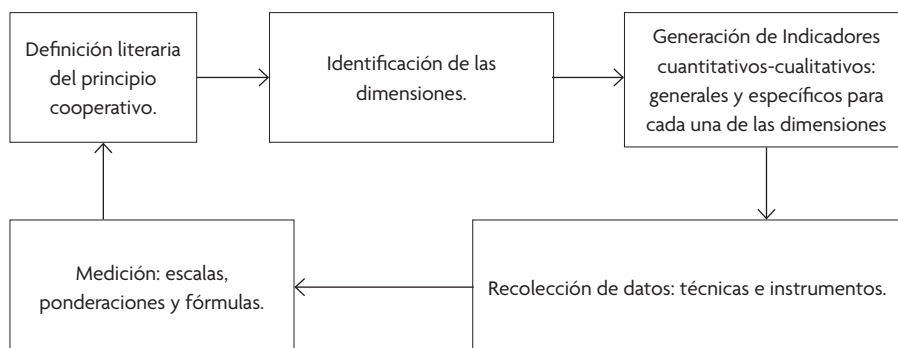 Definición literaria
del principio
cooperativo.
Identificación de las
dimensiones.
Generación de Indicadores
cuantitativos-cualitativos:
generales y específicos para
cada una de las dimensiones
Recolección de datos: técnicas e instrumentos.
Medición: escalas,
ponderaciones y fórmulas.